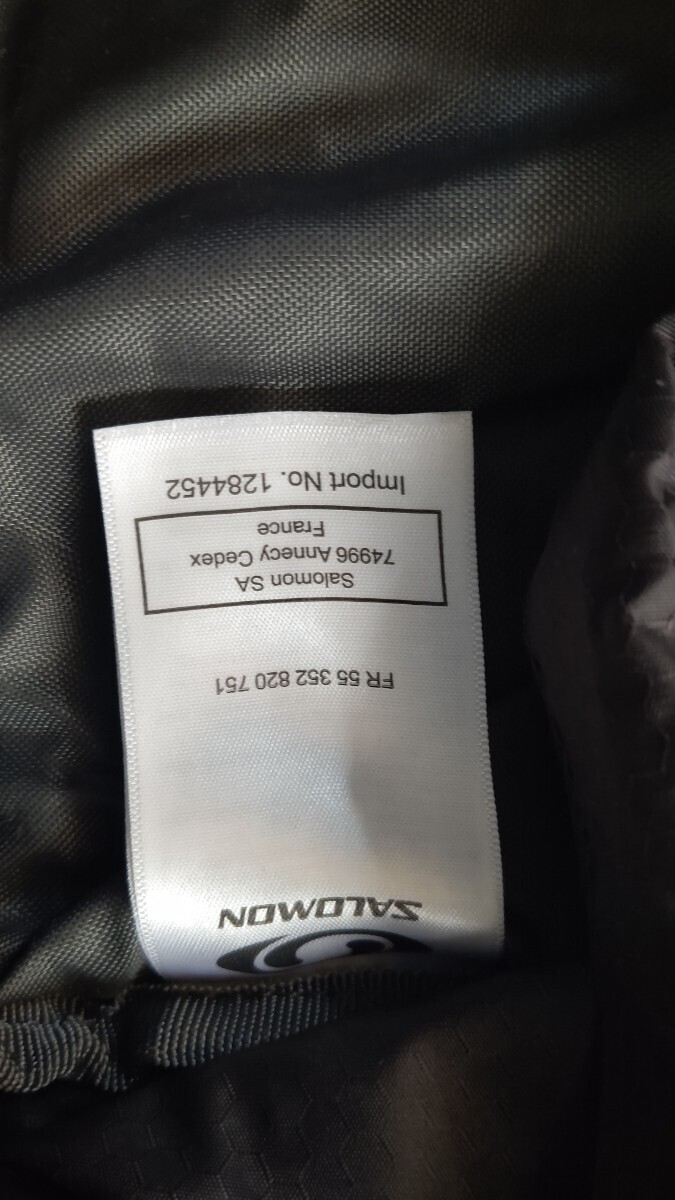 SALOMON
FR 55 352 820 751
Salomon SA
74996 Annecy Cedex
France
Import No. 1284452